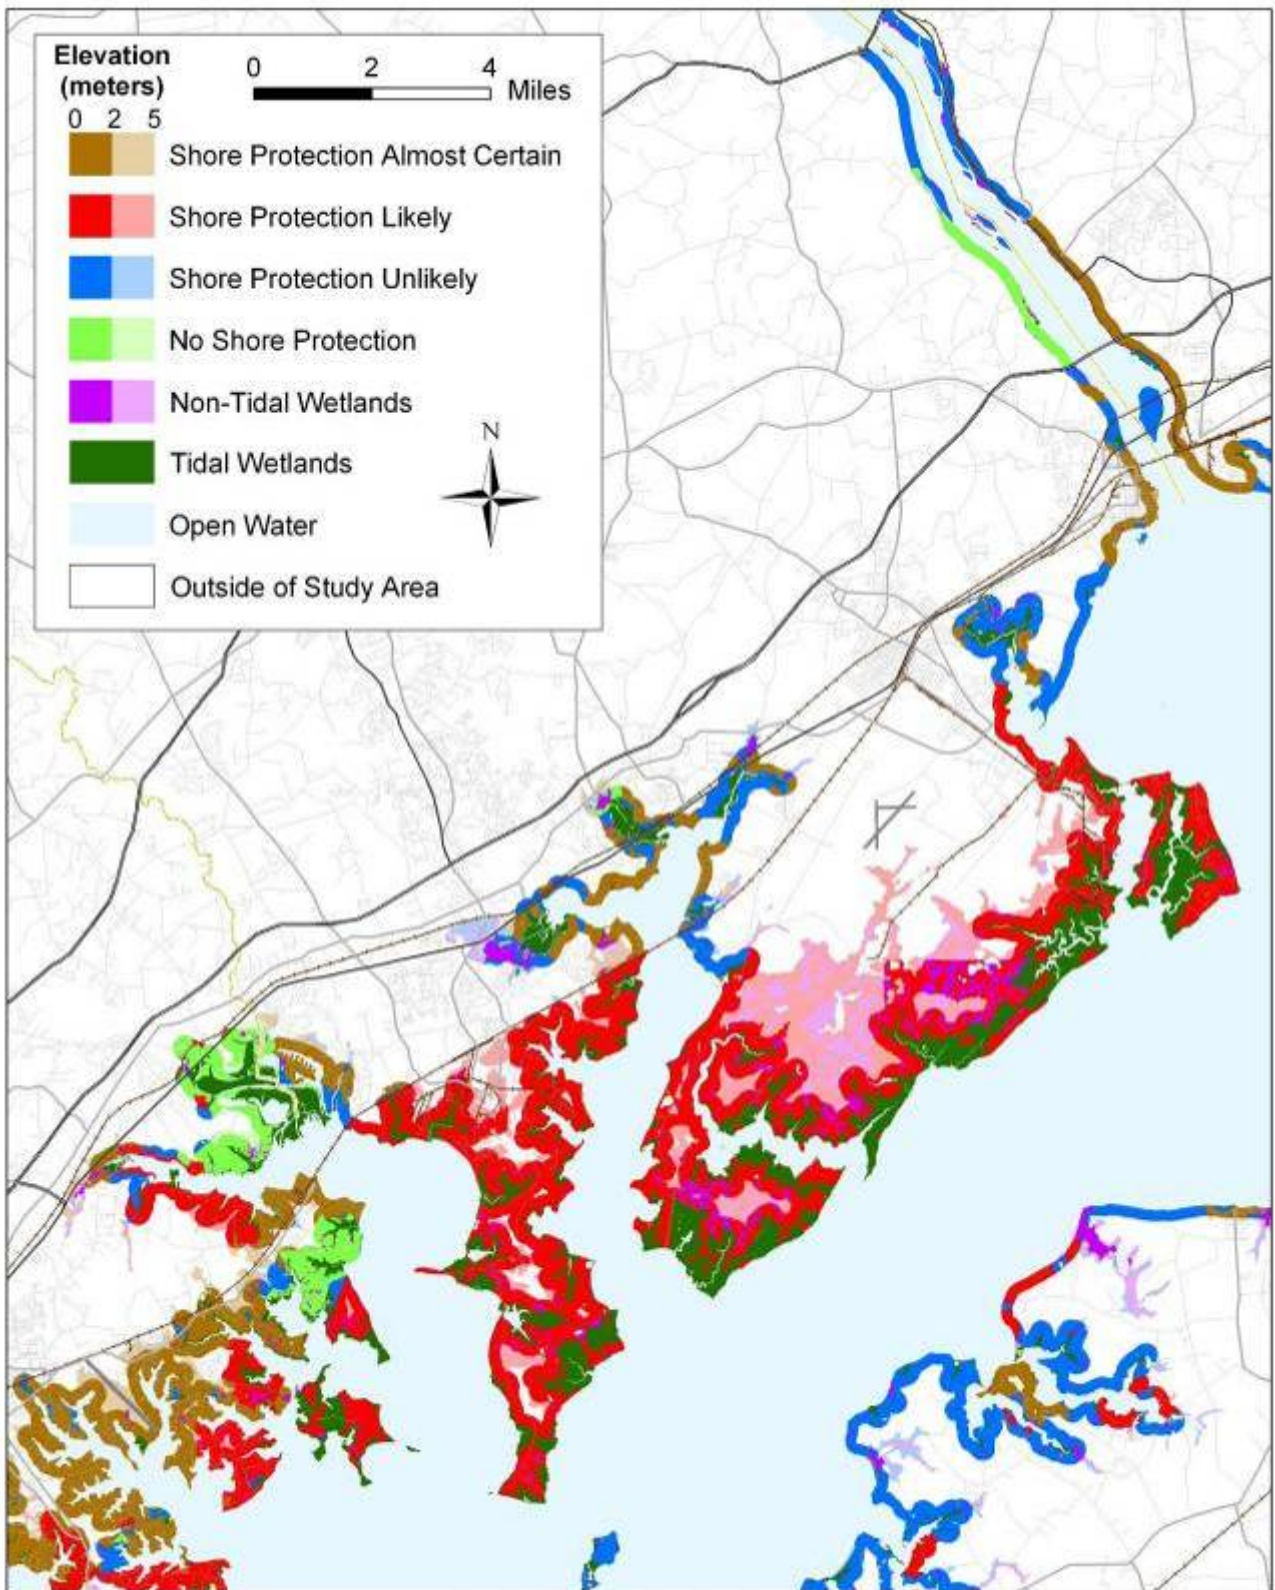 Elevation
(meters)
0 2 5
0 2 4
Miles
Shore Protection Almost Certain
Shore Protection Likely
Shore Protection Unlikely
No Shore Protection
Non-Tidal Wetlands
N
Tidal Wetlands
Open Water
Outside of Study Area